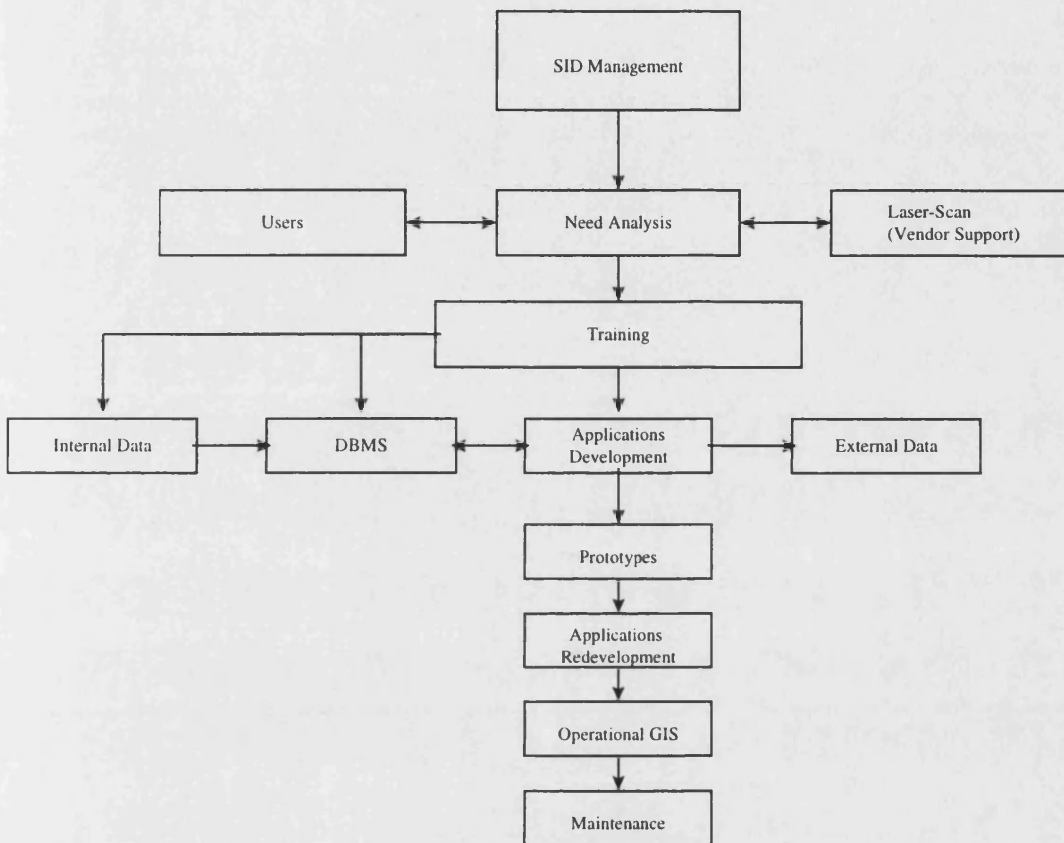 SID Management
Users
Need Analysis
Laser-Scan
(Vendor Support)
Training
Internal Data
DBMS
Applications
Development
External Data
Prototypes
Applications
Redevelopment
Operational GIS
Maintenance